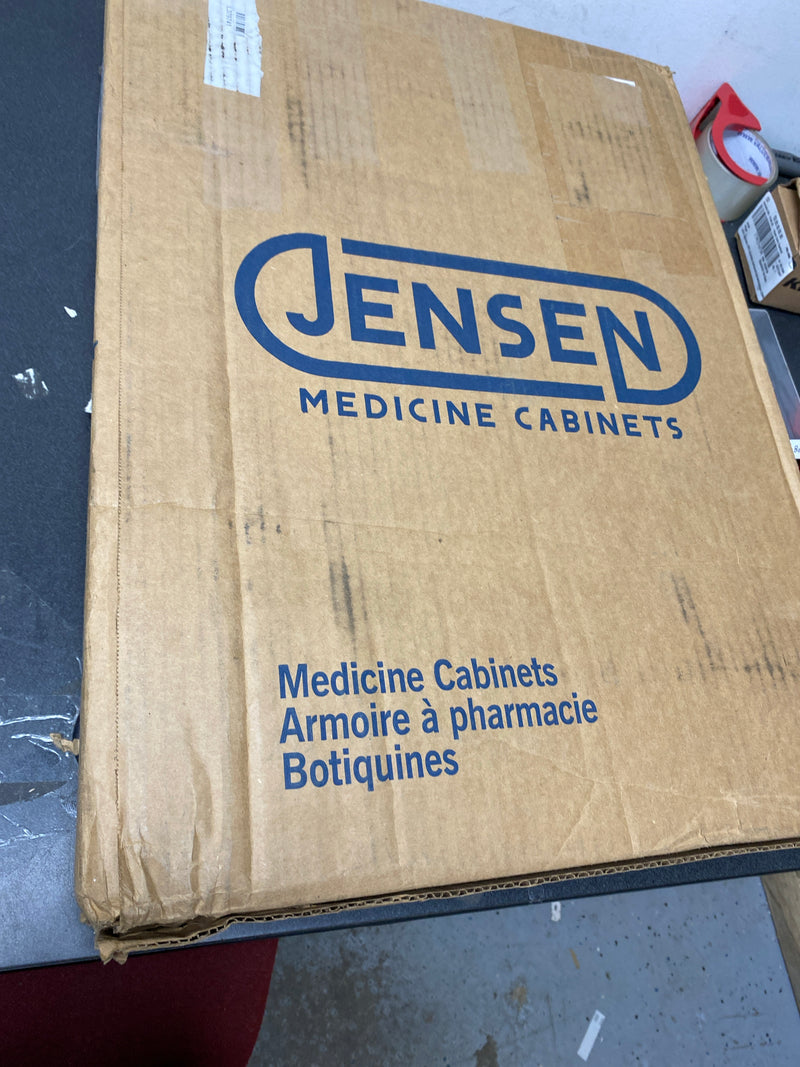 JENSEN
MEDICINE CABINETS
Medicine Cabinets
Armoire à pharmacie
Botiquines